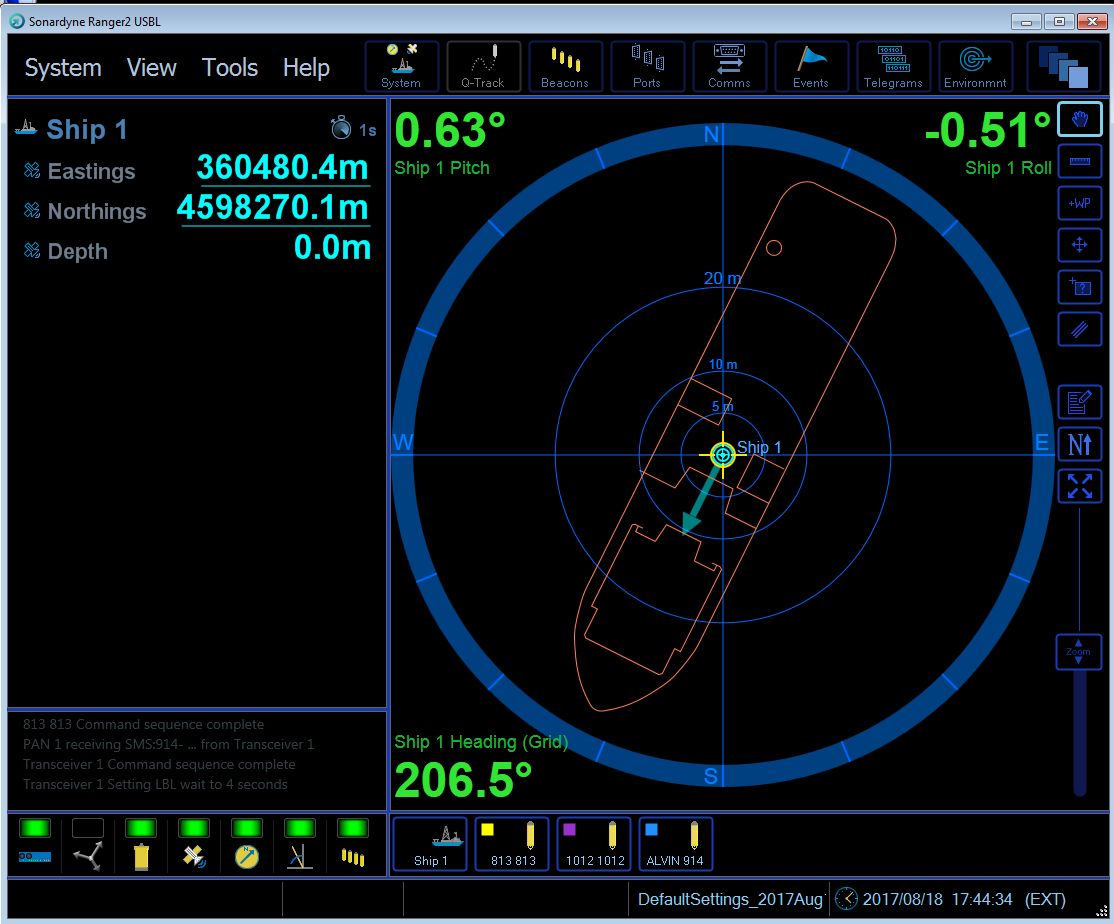 Sonardyne Ranger2 USBL
System View Tools Help
System Q-Track Beacons Ports Comms Events Telegrams Environmnt
Ship 1 1s
Eastings 360480.4m
Northings 4598270.1m
Depth 0.0m
0.63°
Ship 1 Pitch
-0.51°
Ship 1 Roll
N
20 m
10 m
5 m
W
Ship 1
E
S
+WP
+?
N
Zoom
Ship 1 Heading (Grid)
206.5°
813 813 Command sequence complete
PAN 1 receiving SMS:914- ... from Transceiver 1
Transceiver 1 Command sequence complete
Transceiver 1 Setting LBL wait to 4 seconds
Ship 1 813 813 1012 1012 ALVIN 914
DefaultSettings_2017Aug 2017/08/18 17:44:34 (EXT)